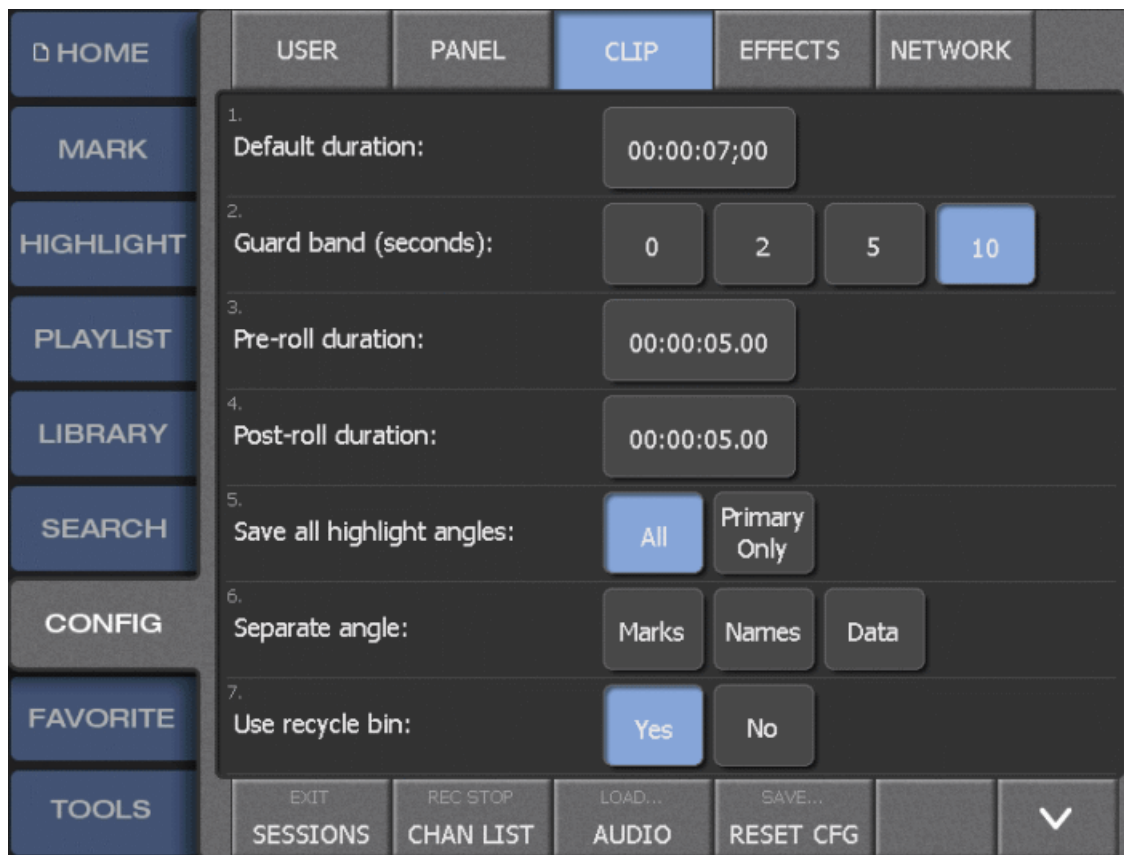 HOME
MARK
HIGHLIGHT
PLAYLIST
LIBRARY
SEARCH
CONFIG
FAVORITE
TOOLS
USER PANEL CLIP EFFECTS NETWORK
1.
Default duration: 00:00:07;00
2.
Guard band (seconds): 0 2 5 10
3.
Pre-roll duration: 00:00:05.00
4.
Post-roll duration: 00:00:05.00
5.
Save all highlight angles: All Primary Only
6.
Separate angle: Marks Names Data
7.
Use recycle bin: Yes No
EXIT REC STOP LOAD... SAVE...
SESSIONS CHAN LIST AUDIO RESET CFG